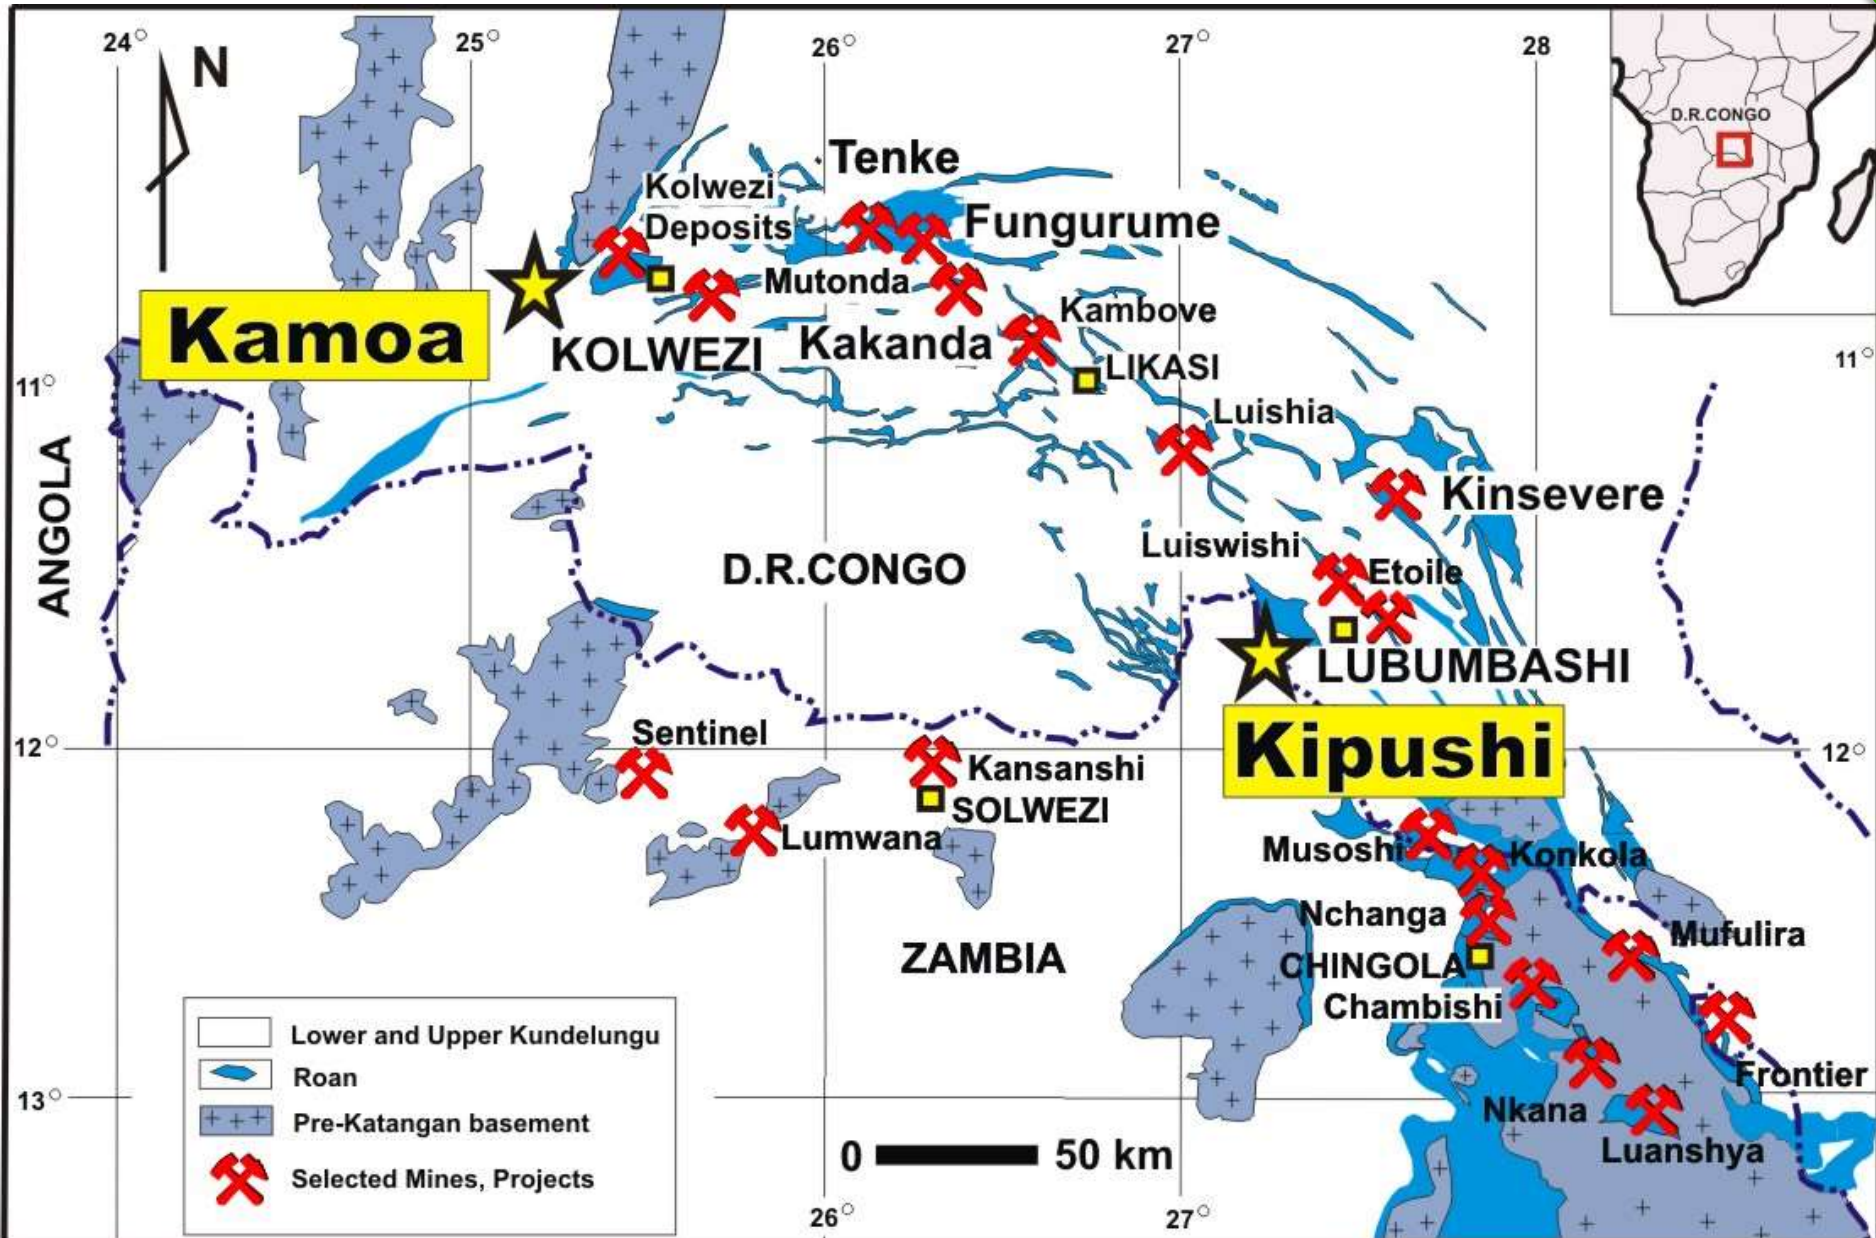 24°
25°
26°
27°
28
N
D.R.CONGO
Tenke
Kolwezi
Deposits
Fungurume
Mutonda
Kamoa
KOLWEZI
Kakanda
Kambove
LIKASI
11°
11°
Luishia
ANGOLA
Kinsevere
Luiswishi
Etoile
D.R.CONGO
LUBUMBASHI
Sentinel
Kipushi
12°
12°
Kansanshi
SOLWEZI
Lumwana
Musoshi
Konkola
Nchanga
Mufulira
ZAMBIA
CHINGOLA
Chambishi
Lower and Upper Kundelungu
Roan
Pre-Katangan basement
Selected Mines, Projects
13°
Frontier
Nkana
Luanshya
0
50 km
26°
27°